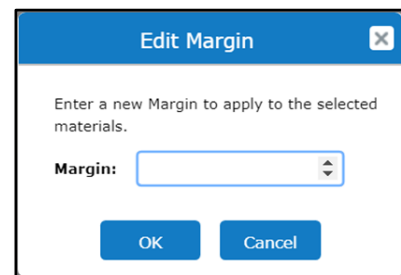 Edit Margin
Enter a new Margin to apply to the selected
materials.
Margin:
OK Cancel